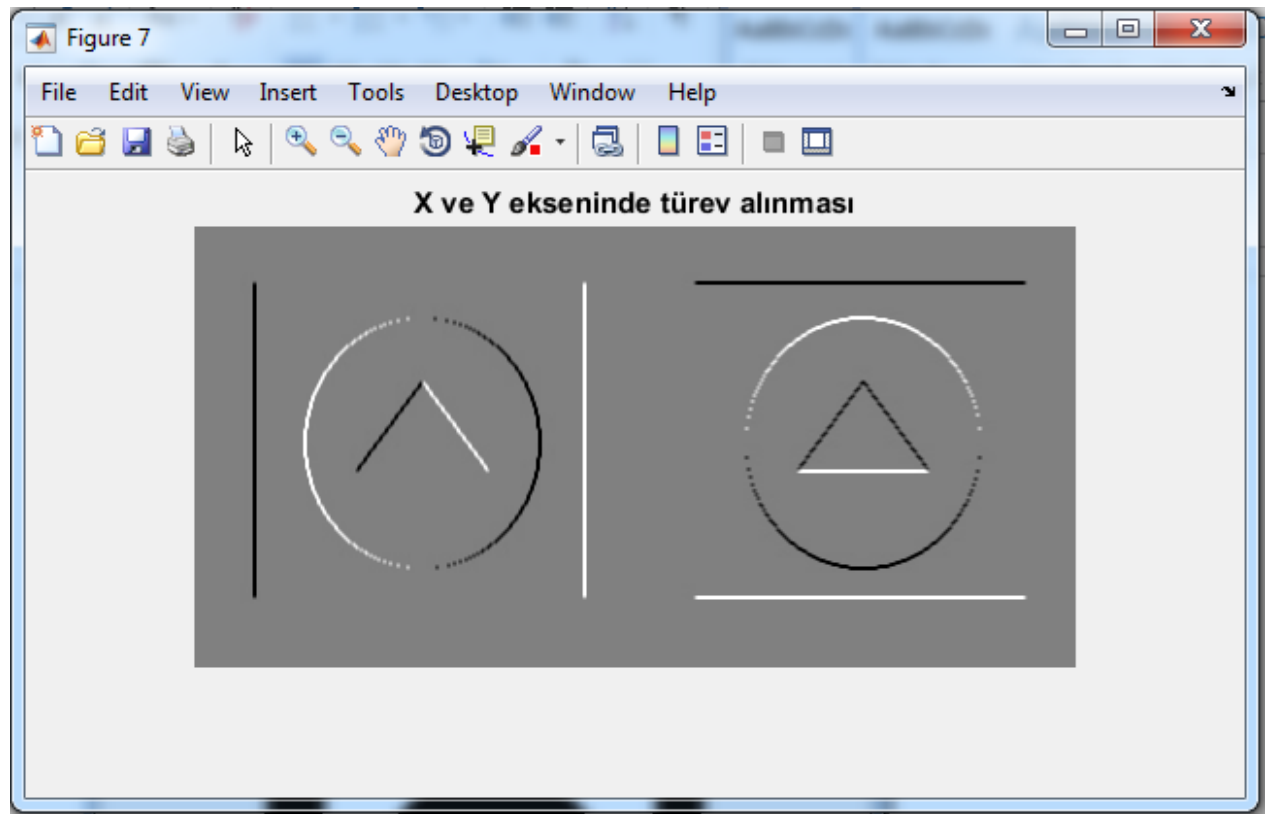 Figure 7
File Edit View Insert Tools Desktop Window Help
X ve Y ekseninde türev alınması